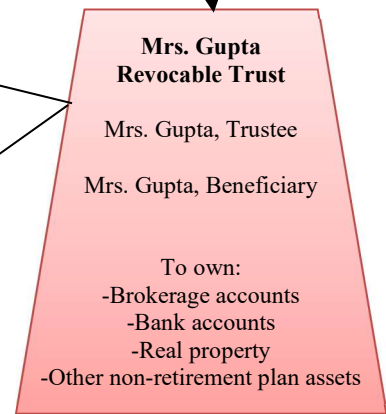 Mrs. Gupta
Revocable Trust
Mrs. Gupta, Trustee
Mrs. Gupta, Beneficiary
To own:
-Brokerage accounts
-Bank accounts
-Real property
-Other non-retirement plan assets